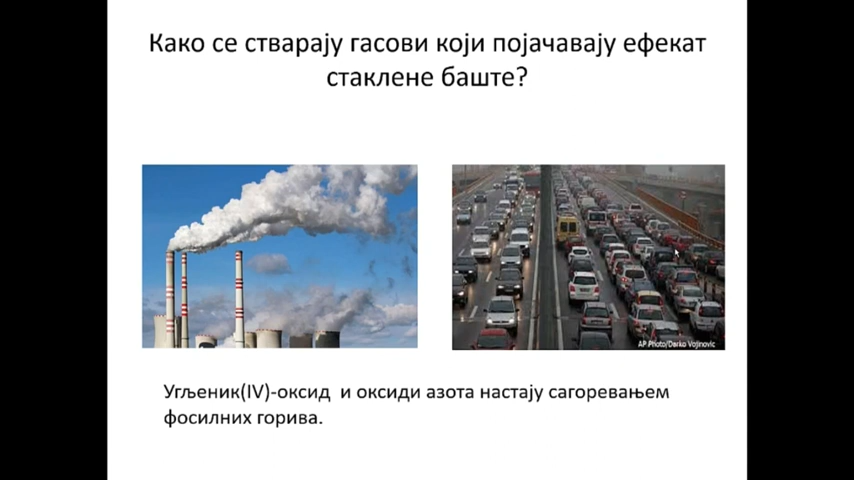 Како се стварају гасови који појачавају ефекат
стаклене баште?
AP Photo/Darko Vojinovic
Угљеник(IV)-оксид и оксиди азота настају сагоревањем
фосилних горива.